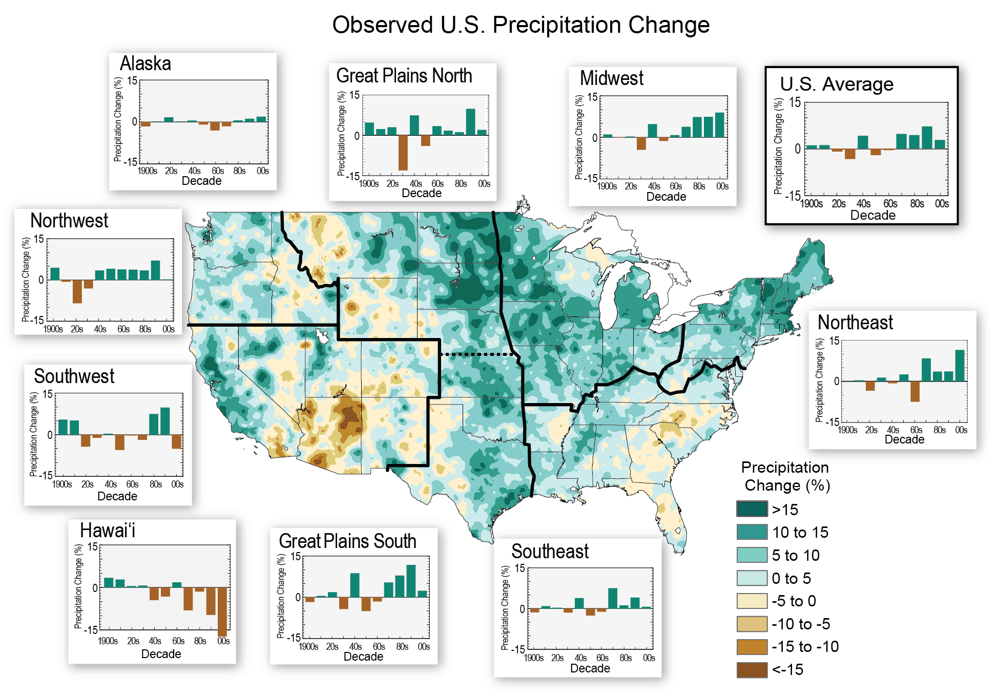 Observed U.S. Precipitation Change
Alaska
Precipitation Change (%)
15
0
-15
1900s 20s 40s 60s 80s 00s
Decade
Great Plains North
Precipitation Change (%)
15
0
-15
1900s 20s 40s 60s 80s 00s
Decade
Midwest
Precipitation Change (%)
15
0
-15
1900s 20s 40s 60s 80s 00s
Decade
U.S. Average
Precipitation Change (%)
15
0
-15
1900s 20s 40s 60s 80s 00s
Decade
Northwest
Precipitation Change (%)
15
0
-15
1900s 20s 40s 60s 80s 00s
Decade
Northeast
Precipitation Change (%)
15
0
-15
1900s 20s 40s 60s 80s 00s
Decade
Southwest
Precipitation Change (%)
15
0
-15
1900s 20s 40s 60s 80s 00s
Decade
Hawai‘i
Precipitation Change (%)
15
0
-15
1900s 20s 40s 60s 80s 00s
Decade
Great Plains South
Precipitation Change (%)
15
0
-15
1900s 20s 40s 60s 80s 00s
Decade
Southeast
Precipitation Change (%)
15
0
-15
1900s 20s 40s 60s 80s 00s
Decade
Precipitation
Change (%)
>15
10 to 15
5 to 10
0 to 5
-5 to 0
-10 to -5
-15 to -10
<-15